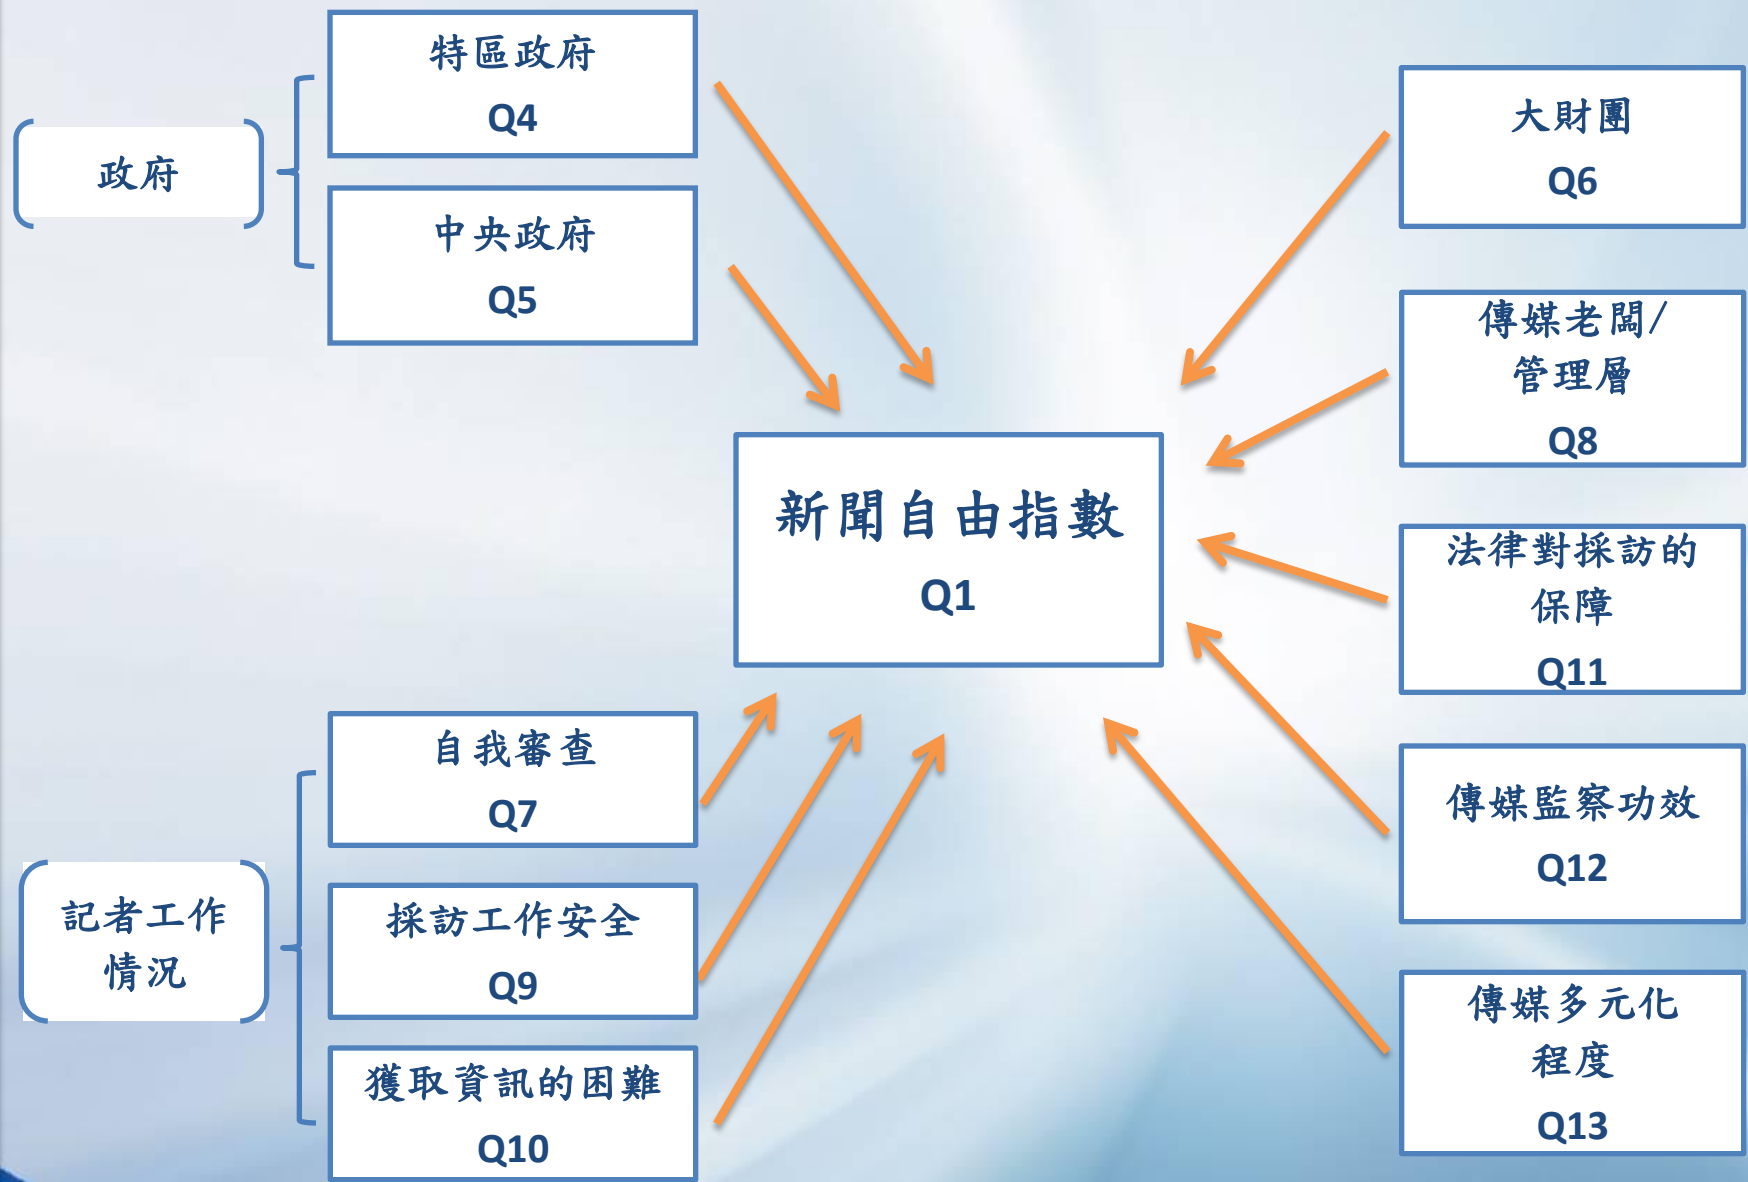 政府
特區政府
Q4
中央政府
Q5
大財團
Q6
傳媒老闆/
管理層
Q8
新聞自由指數
Q1
法律對採訪的
保障
Q11
記者工作
情況
自我審查
Q7
採訪工作安全
Q9
獲取資訊的困難
Q10
傳媒監察功效
Q12
傳媒多元化
程度
Q13